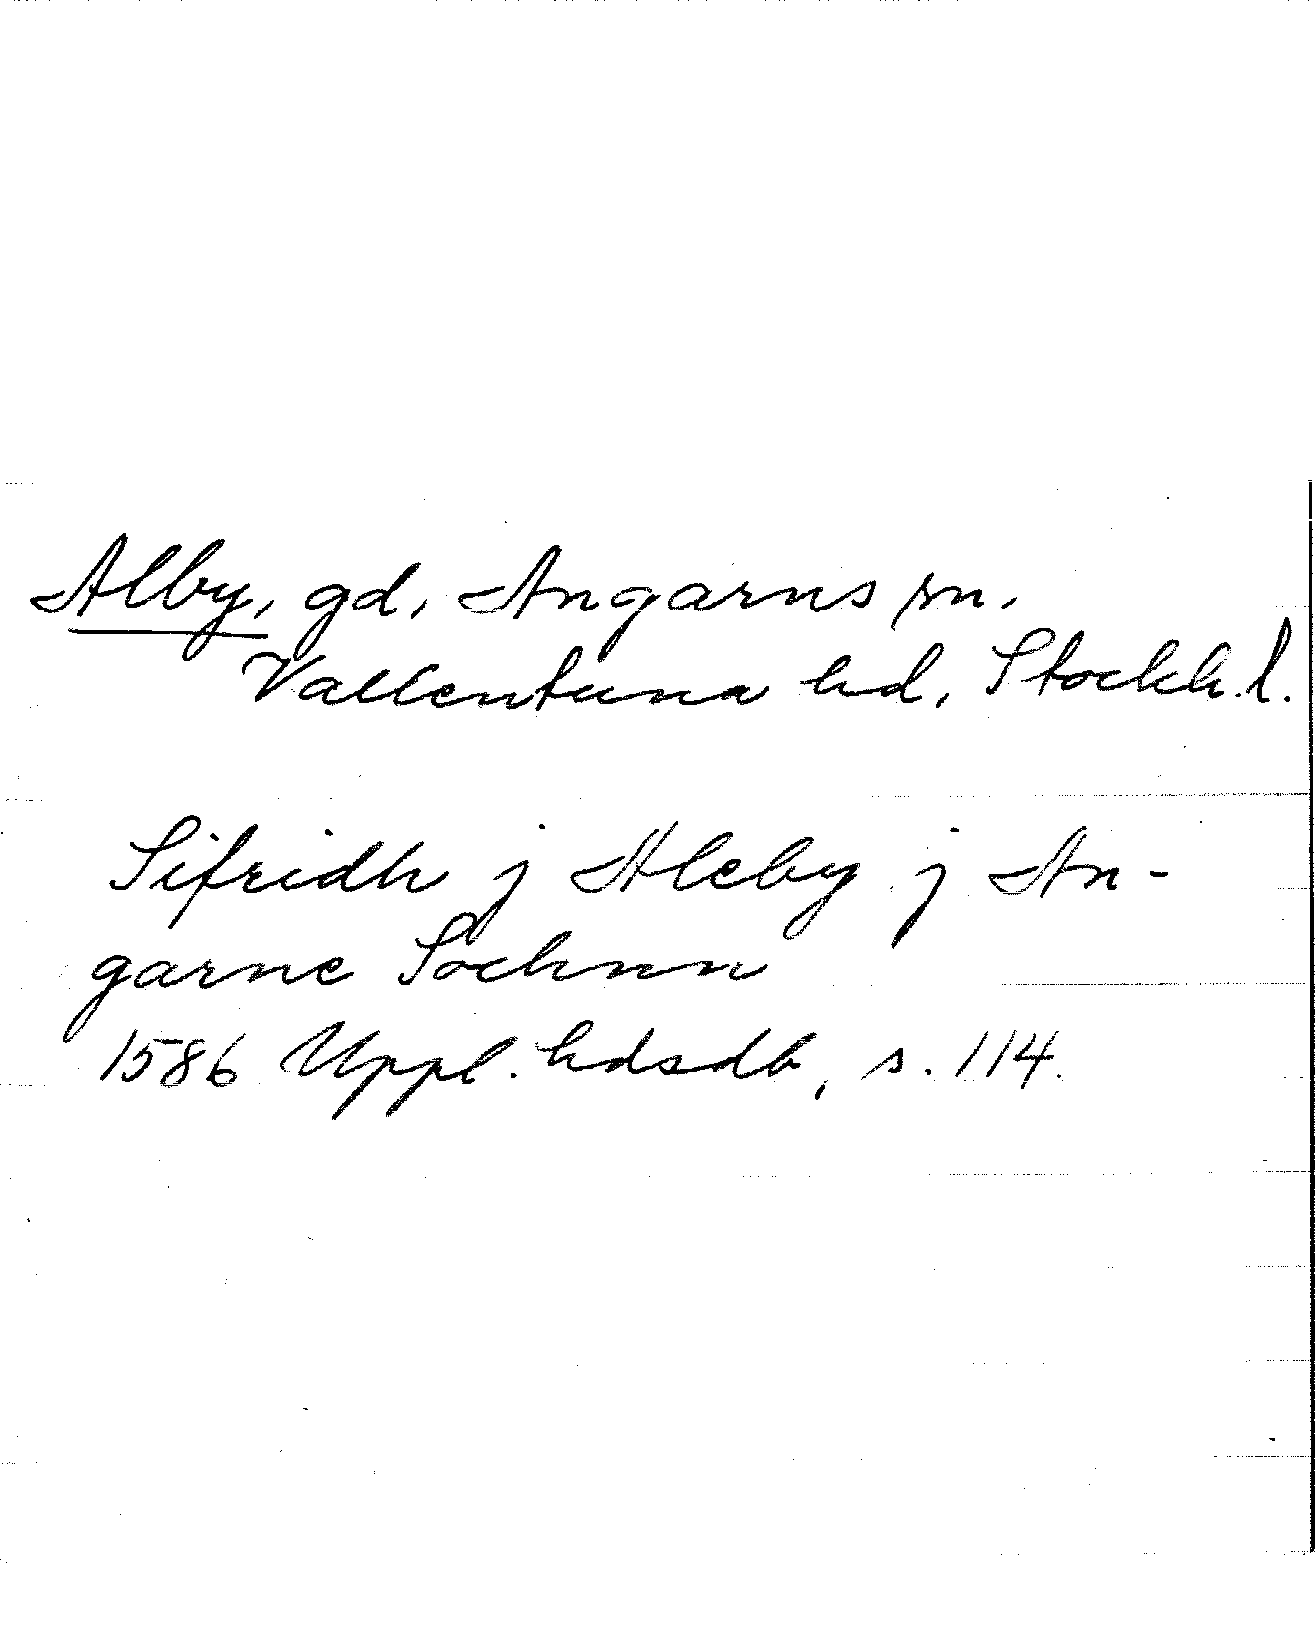 Alby, gd, Angarns sn,
Vallentuna hd, Stockh.l.
Sifridh j Aleby j An-
garne Sochnn
1586 Uppl. hdsdb, s. 114.